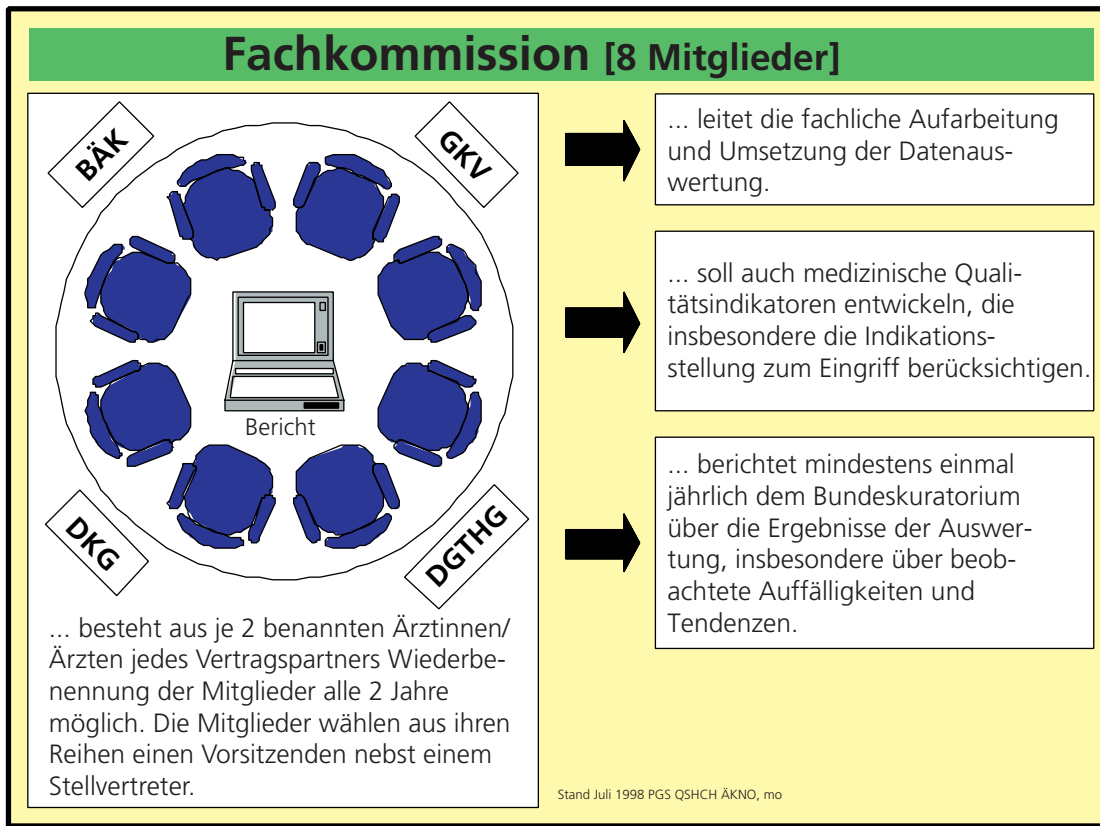 Fachkommission [8 Mitglieder]
BÄK
GKV
Bericht
DKG
DGTHG
... besteht aus je 2 benannten Ärztinnen/
Ärzten jedes Vertragspartners Wiederbe-
nennung der Mitglieder alle 2 Jahre
möglich. Die Mitglieder wählen aus ihren
Reihen einen Vorsitzenden nebst einem
Stellvertreter.
... leitet die fachliche Aufarbeitung
und Umsetzung der Datenaus-
wertung.
... soll auch medizinische Quali-
tätsindikatoren entwickeln, die
insbesondere die Indikations-
stellung zum Eingriff berücksichtigen.
... berichtet mindestens einmal
jährlich dem Bundeskuratorium
über die Ergebnisse der Auswer-
tung, insbesondere über beob-
achtete Auffälligkeiten und
Tendenzen.
Stand Juli 1998 PGS QSHCH ÄKNO, mo